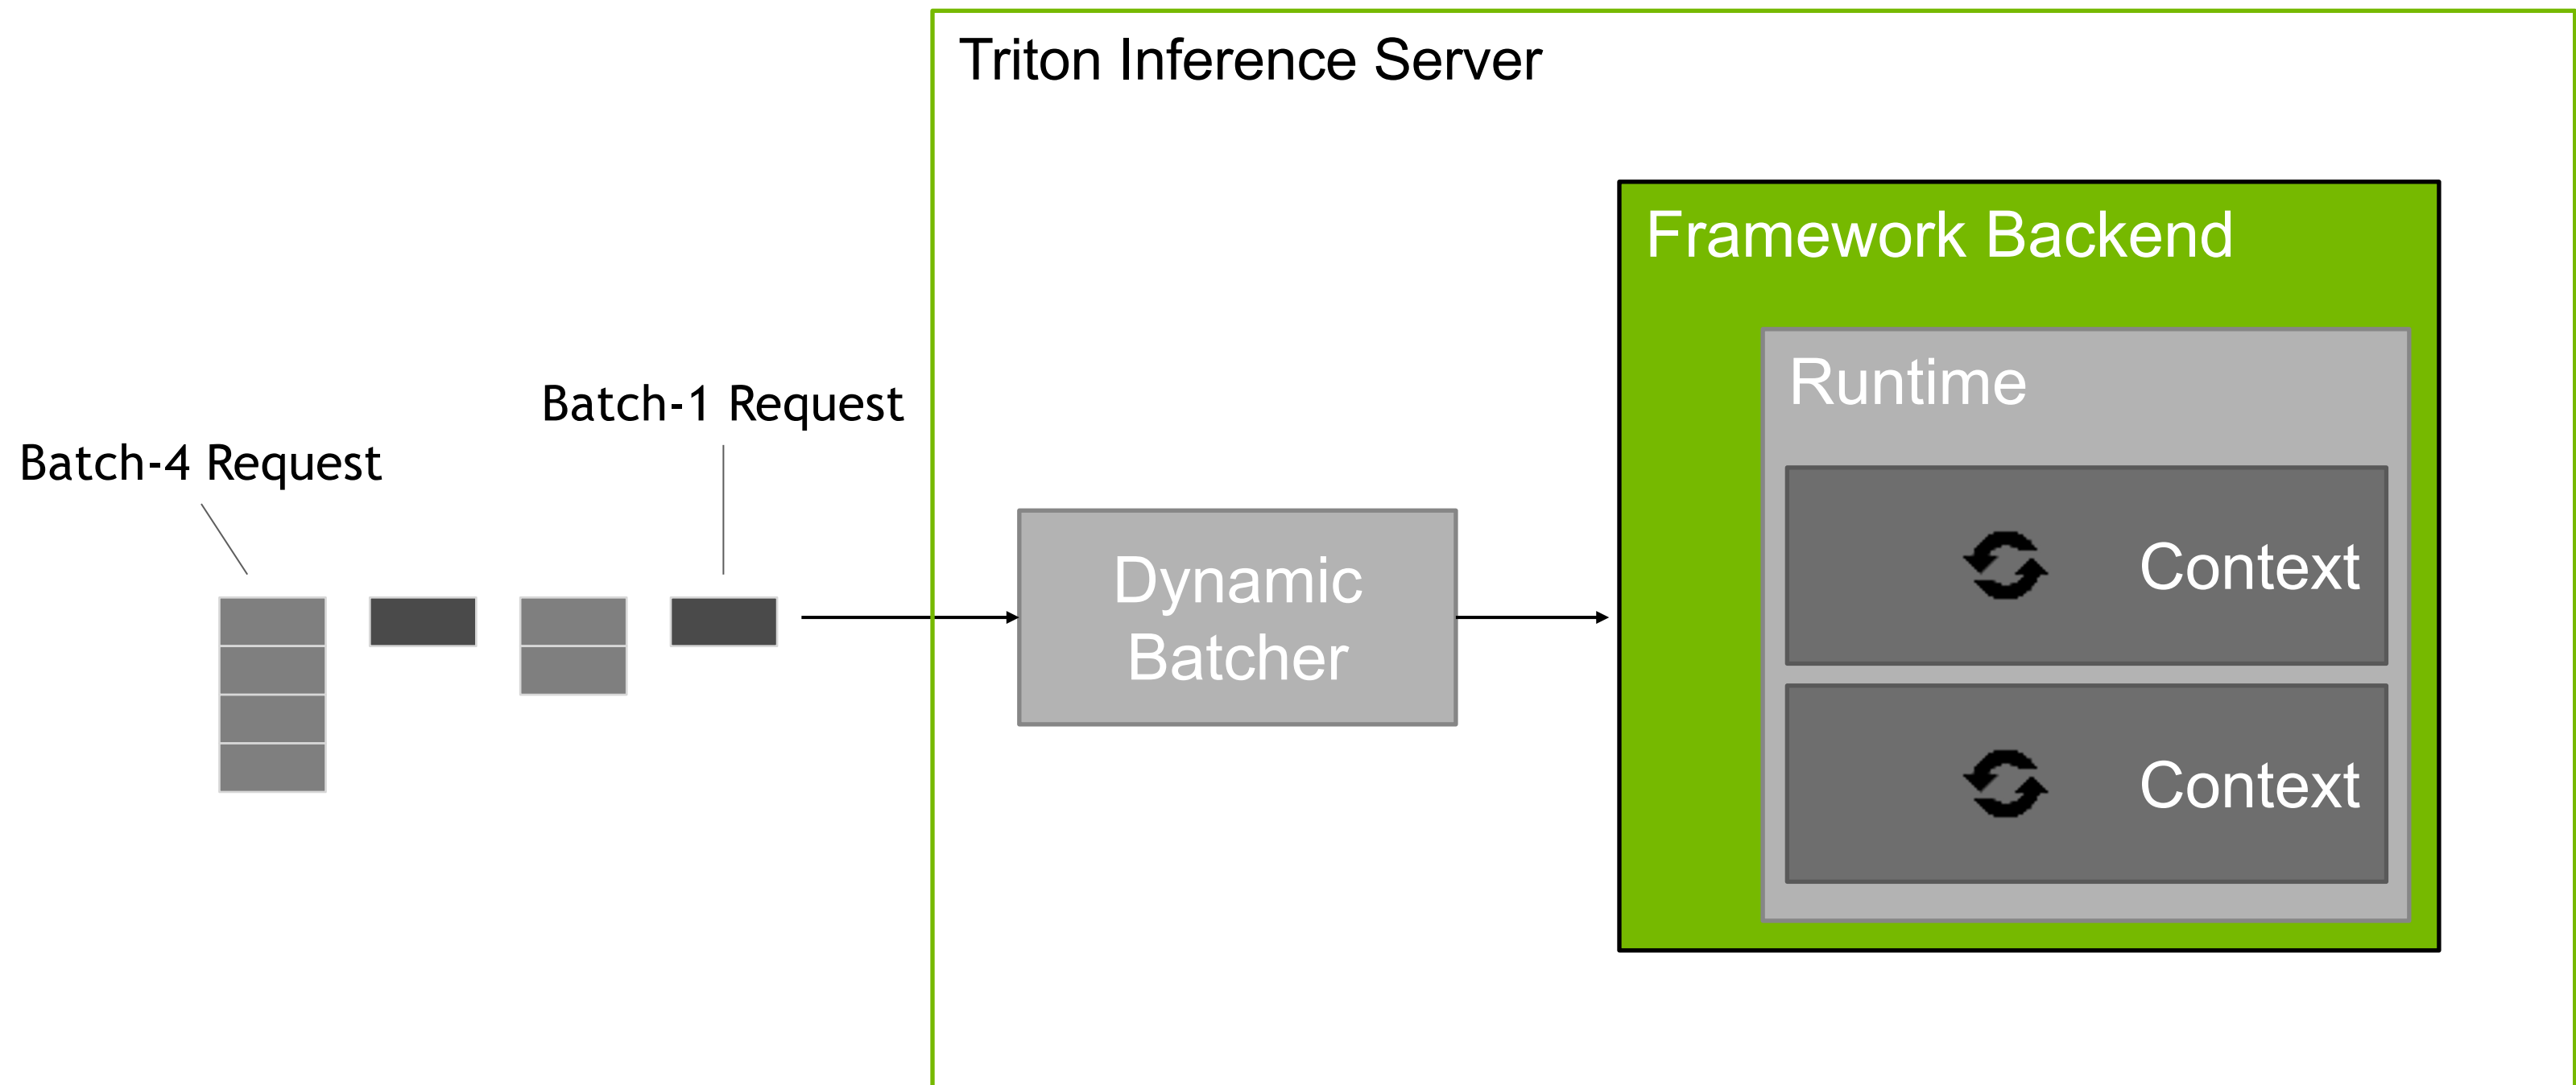 Triton Inference Server
Framework Backend
Runtime
Batch-1 Request
Batch-4 Request
Dynamic
Batcher
Context
Context